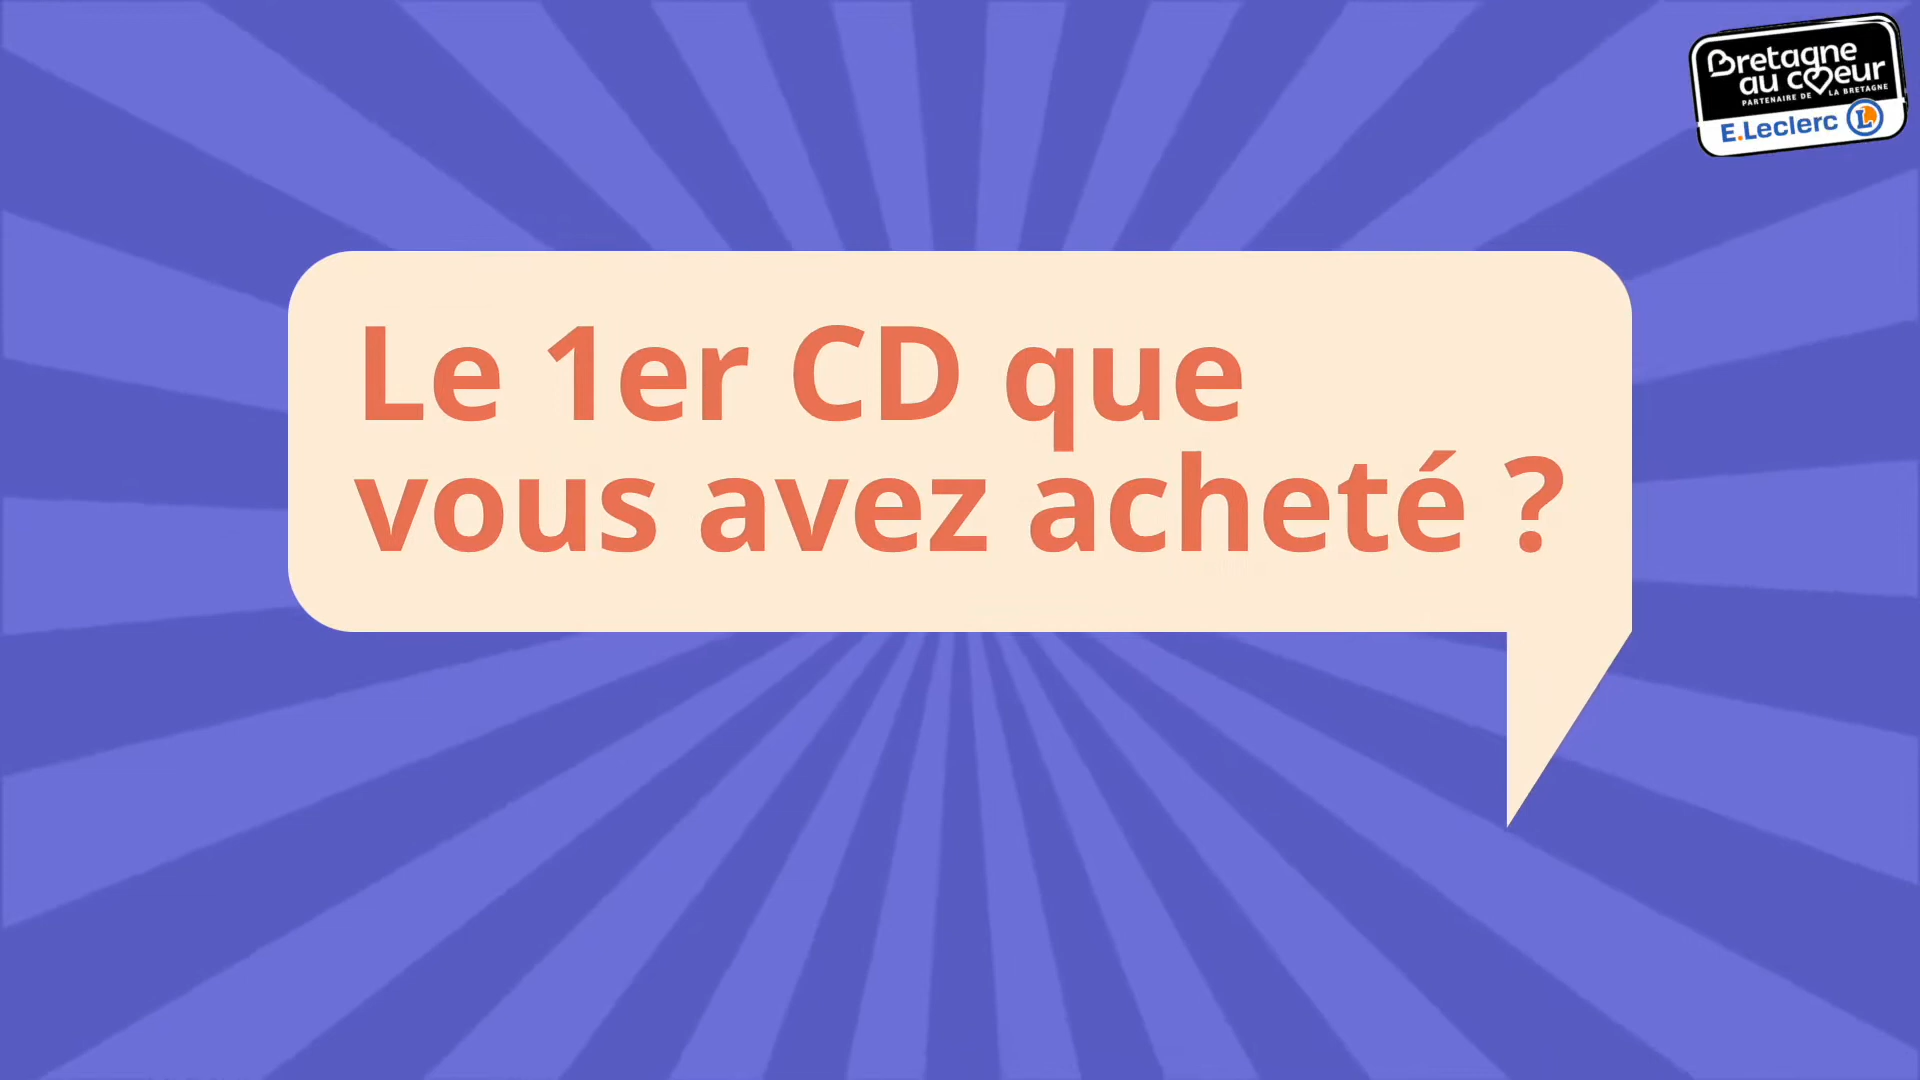 Bretagne
au cœur
PARTENAIRE DE LA BRETAGNE
E.Leclerc L
Le 1er CD que
vous avez acheté ?